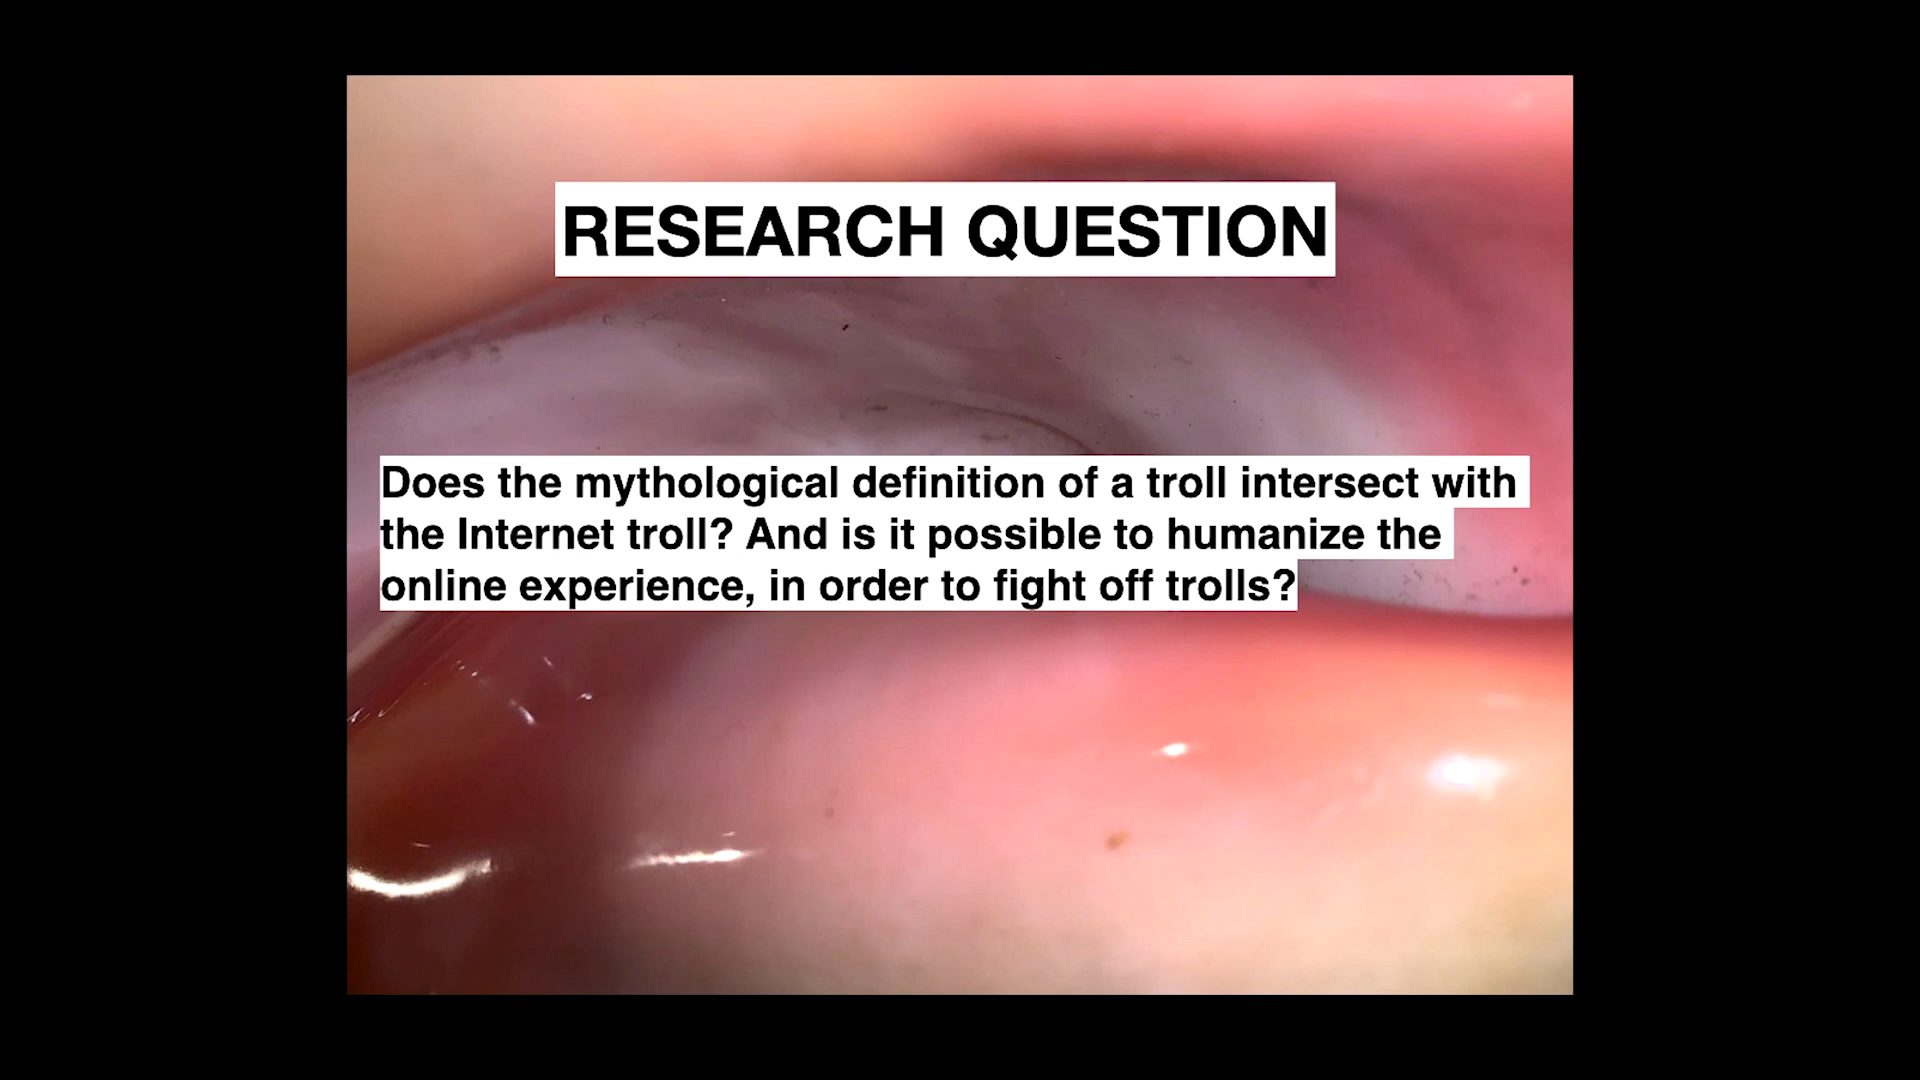 RESEARCH QUESTION
Does the mythological definition of a troll intersect with
the Internet troll? And is it possible to humanize the
online experience, in order to fight off trolls?